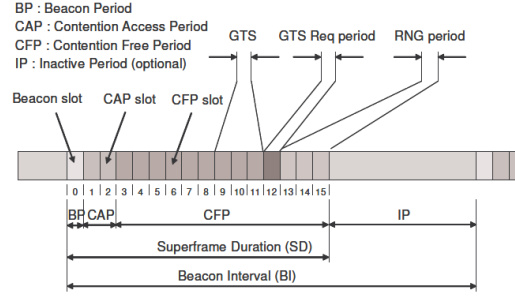 BP : Beacon Period
CAP : Contention Access Period
CFP : Contention Free Period
IP : Inactive Period (optional)
GTS GTS Req period RNG period
Beacon slot CAP slot CFP slot
0 1 2 3 4 5 6 7 8 9 10 11 12 13 14 15
BP CAP CFP IP
Superframe Duration (SD)
Beacon Interval (BI)